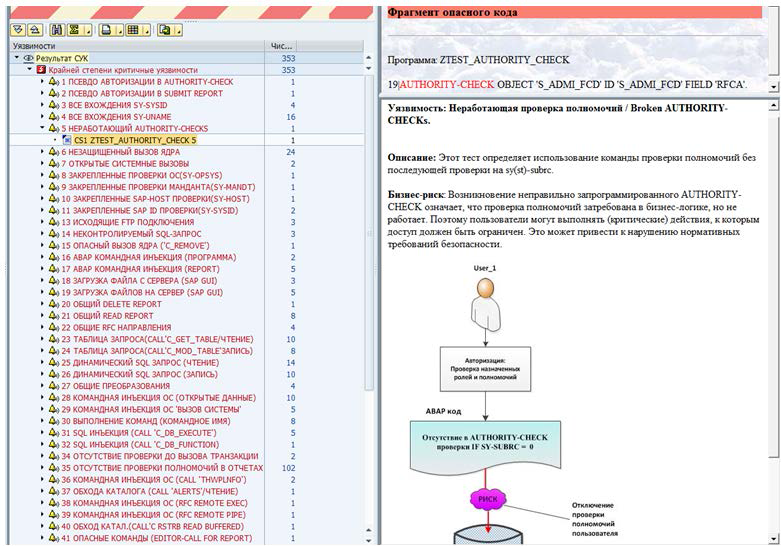 Уязвимости Чис...
Результат СУК 353
Крайней степени критичные уязвимости 353
1 ПСЕВДО АВТОРИЗАЦИИ В AUTHORITY-CHECK 1
2 ПСЕВДО АВТОРИЗАЦИИ В SUBMIT REPORT 1
3 ВСЕ ВХОЖДЕНИЯ SY-SYSID 4
4 ВСЕ ВХОЖДЕНИЯ SY-UNAME 16
5 НЕРАБОТАЮЩИЙ AUTHORITY-CHECKS 1
CS1 ZTEST_AUTHORITY_CHECK 5 1
6 НЕЗАЩИЩЕННЫЙ ВЫЗОВ ЯДРА 24
7 ОТКРЫТЫЕ СИСТЕМНЫЕ ВЫЗОВЫ 2
8 ЗАКРЕПЛЕННЫЕ ПРОВЕРКИ ОС(SY-OPSYS) 1
9 ЗАКРЕПЛЕННЫЕ ПРОВЕРКИ МАНДАНТА(SY-MANDT) 1
10 ЗАКРЕПЛЕННЫЕ SAP-HOST ПРОВЕРКИ(SY-HOST) 1
11 ЗАКРЕПЛЕННЫЕ SAP ID ПРОВЕРКИ(SY-SYSID) 2
13 ИСХОДЯЩИЕ FTP ПОДКЛЮЧЕНИЯ 3
14 НЕКОНТРОЛИРУЕМЫЙ SQL-ЗАПРОС 3
15 ОПАСНЫЙ ВЫЗОВ ЯДРА ('C_REMOVE') 1
16 ABAP КОМАНДНАЯ ИНЪЕКЦИЯ (ПРОГРАММА) 2
17 ABAP КОМАНДНАЯ ИНЪЕКЦИЯ (REPORT) 5
18 ЗАГРУЗКА ФАЙЛА С СЕРВЕРА (SAP GUI) 3
19 ЗАГРУЗКА ФАЙЛОВ НА СЕРВЕР (SAP GUI) 5
20 ОБЩИЙ DELETE REPORT 1
21 ОБЩИЙ READ REPORT 8
22 ОБЩИЕ RFC НАПРАВЛЕНИЯ 4
23 ТАБЛИЦА ЗАПРОСА(CALL'C_GET_TABLE/ЧТЕНИЕ) 10
24 ТАБЛИЦА ЗАПРОСА(CALL'C_MOD_TABLE'ЗАПИСЬ) 8
25 ДИНАМИЧЕСКИЙ SQL ЗАПРОС (ЧТЕНИЕ) 14
26 ДИНАМИЧЕСКИЙ SQL ЗАПРОС (ЗАПИСЬ) 10
27 ОБЩИЕ ПРЕОБРАЗОВАНИЯ 4
28 КОМАНДНАЯ ИНЪЕКЦИЯ ОС (ОТКРЫТЫЕ ДАННЫЕ) 10
29 КОМАНДНАЯ ИНЪЕКЦИЯ ОС 'ВЫЗОВ СИСТЕМЫ' 5
30 ВЫПОЛНЕНИЕ КОМАНД (КОМАНДНОЕ ИМЯ) 8
31 SQL ИНЪЕКЦИЯ (CALL 'C_DB_EXECUTE') 5
32 SQL ИНЪЕКЦИЯ (CALL 'C_DB_FUNCTION) 1
34 ОТСУТСТВИЕ ПРОВЕРКИ ДО ВЫЗОВА ТРАНЗАКЦИИ 2
35 ОТСУТСТВИЕ ПРОВЕРКИ ПОЛНОМОЧИЙ В ОТЧЕТАХ 102
36 КОМАНДНАЯ ИНЪЕКЦИЯ ОС (CALL 'THWPLNFO') 2
37 ОБХОДА КАТАЛОГА (CALL 'ALERTS'/ЧТЕНИЕ) 1
38 КОМАНДНАЯ ИНЪЕКЦИЯ ОС (RFC REMOTE EXEC) 1
39 КОМАНДНАЯ ИНЪЕКЦИЯ ОС (RFC REMOTE PIPE) 1
40 ОБХОД КАТАЛ.(CALL'C RSTRB READ BUFFERED) 1
41 ОПАСНЫЕ КОМАНДЫ (EDITOR-CALL FOR REPORT) 1
Фрагмент опасного кода
Программа: ZTEST_AUTHORITY_CHECK
19|AUTHORITY-CHECK OBJECT 'S_ADMI_FCD' ID 'S_ADMI_FCD' FIELD 'RFCA'.
Уязвимость: Неработающая проверка полномочий / Broken AUTHORITY-
CHECKs.
Описание: Этот тест определяет использование команды проверки полномочий без
последующей проверки на sy(st)-subrc.
Бизнес-риск: Возникновение неправильно запрограммированного AUTHORITY-
CHECK означает, что проверка полномочий затребована в бизнес-логике, но не
работает. Поэтому пользователи могут выполнять (критические) действия, к которым
доступ должен быть ограничен. Это может привести к нарушению нормативных
требований безопасности.
User_1
Авторизация:
Проверка назначенных
ролей и полномочий
ABAP код
Отсутствие в AUTHORITY-CHECK
проверки IF SY-SUBRC = 0
РИСК
Отключение
проверки
полномочий
пользователя